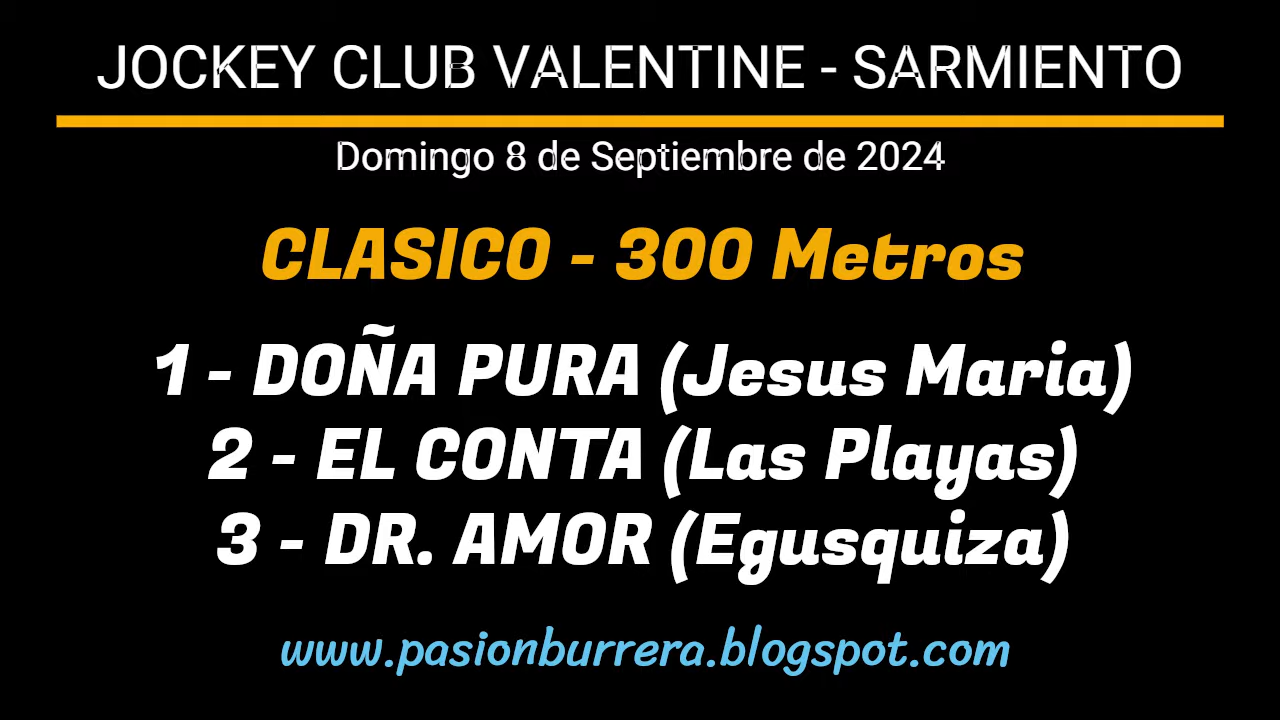 JOCKEY CLUB VALENTINE - SARMIENTO
Domingo 8 de Septiembre de 2024
CLASICO - 300 Metros
1 - DOÑA PURA (Jesus Maria)
2 - EL CONTA (Las Playas)
3 - DR. AMOR (Egusquiza)
www.pasionburrera.blogspot.com